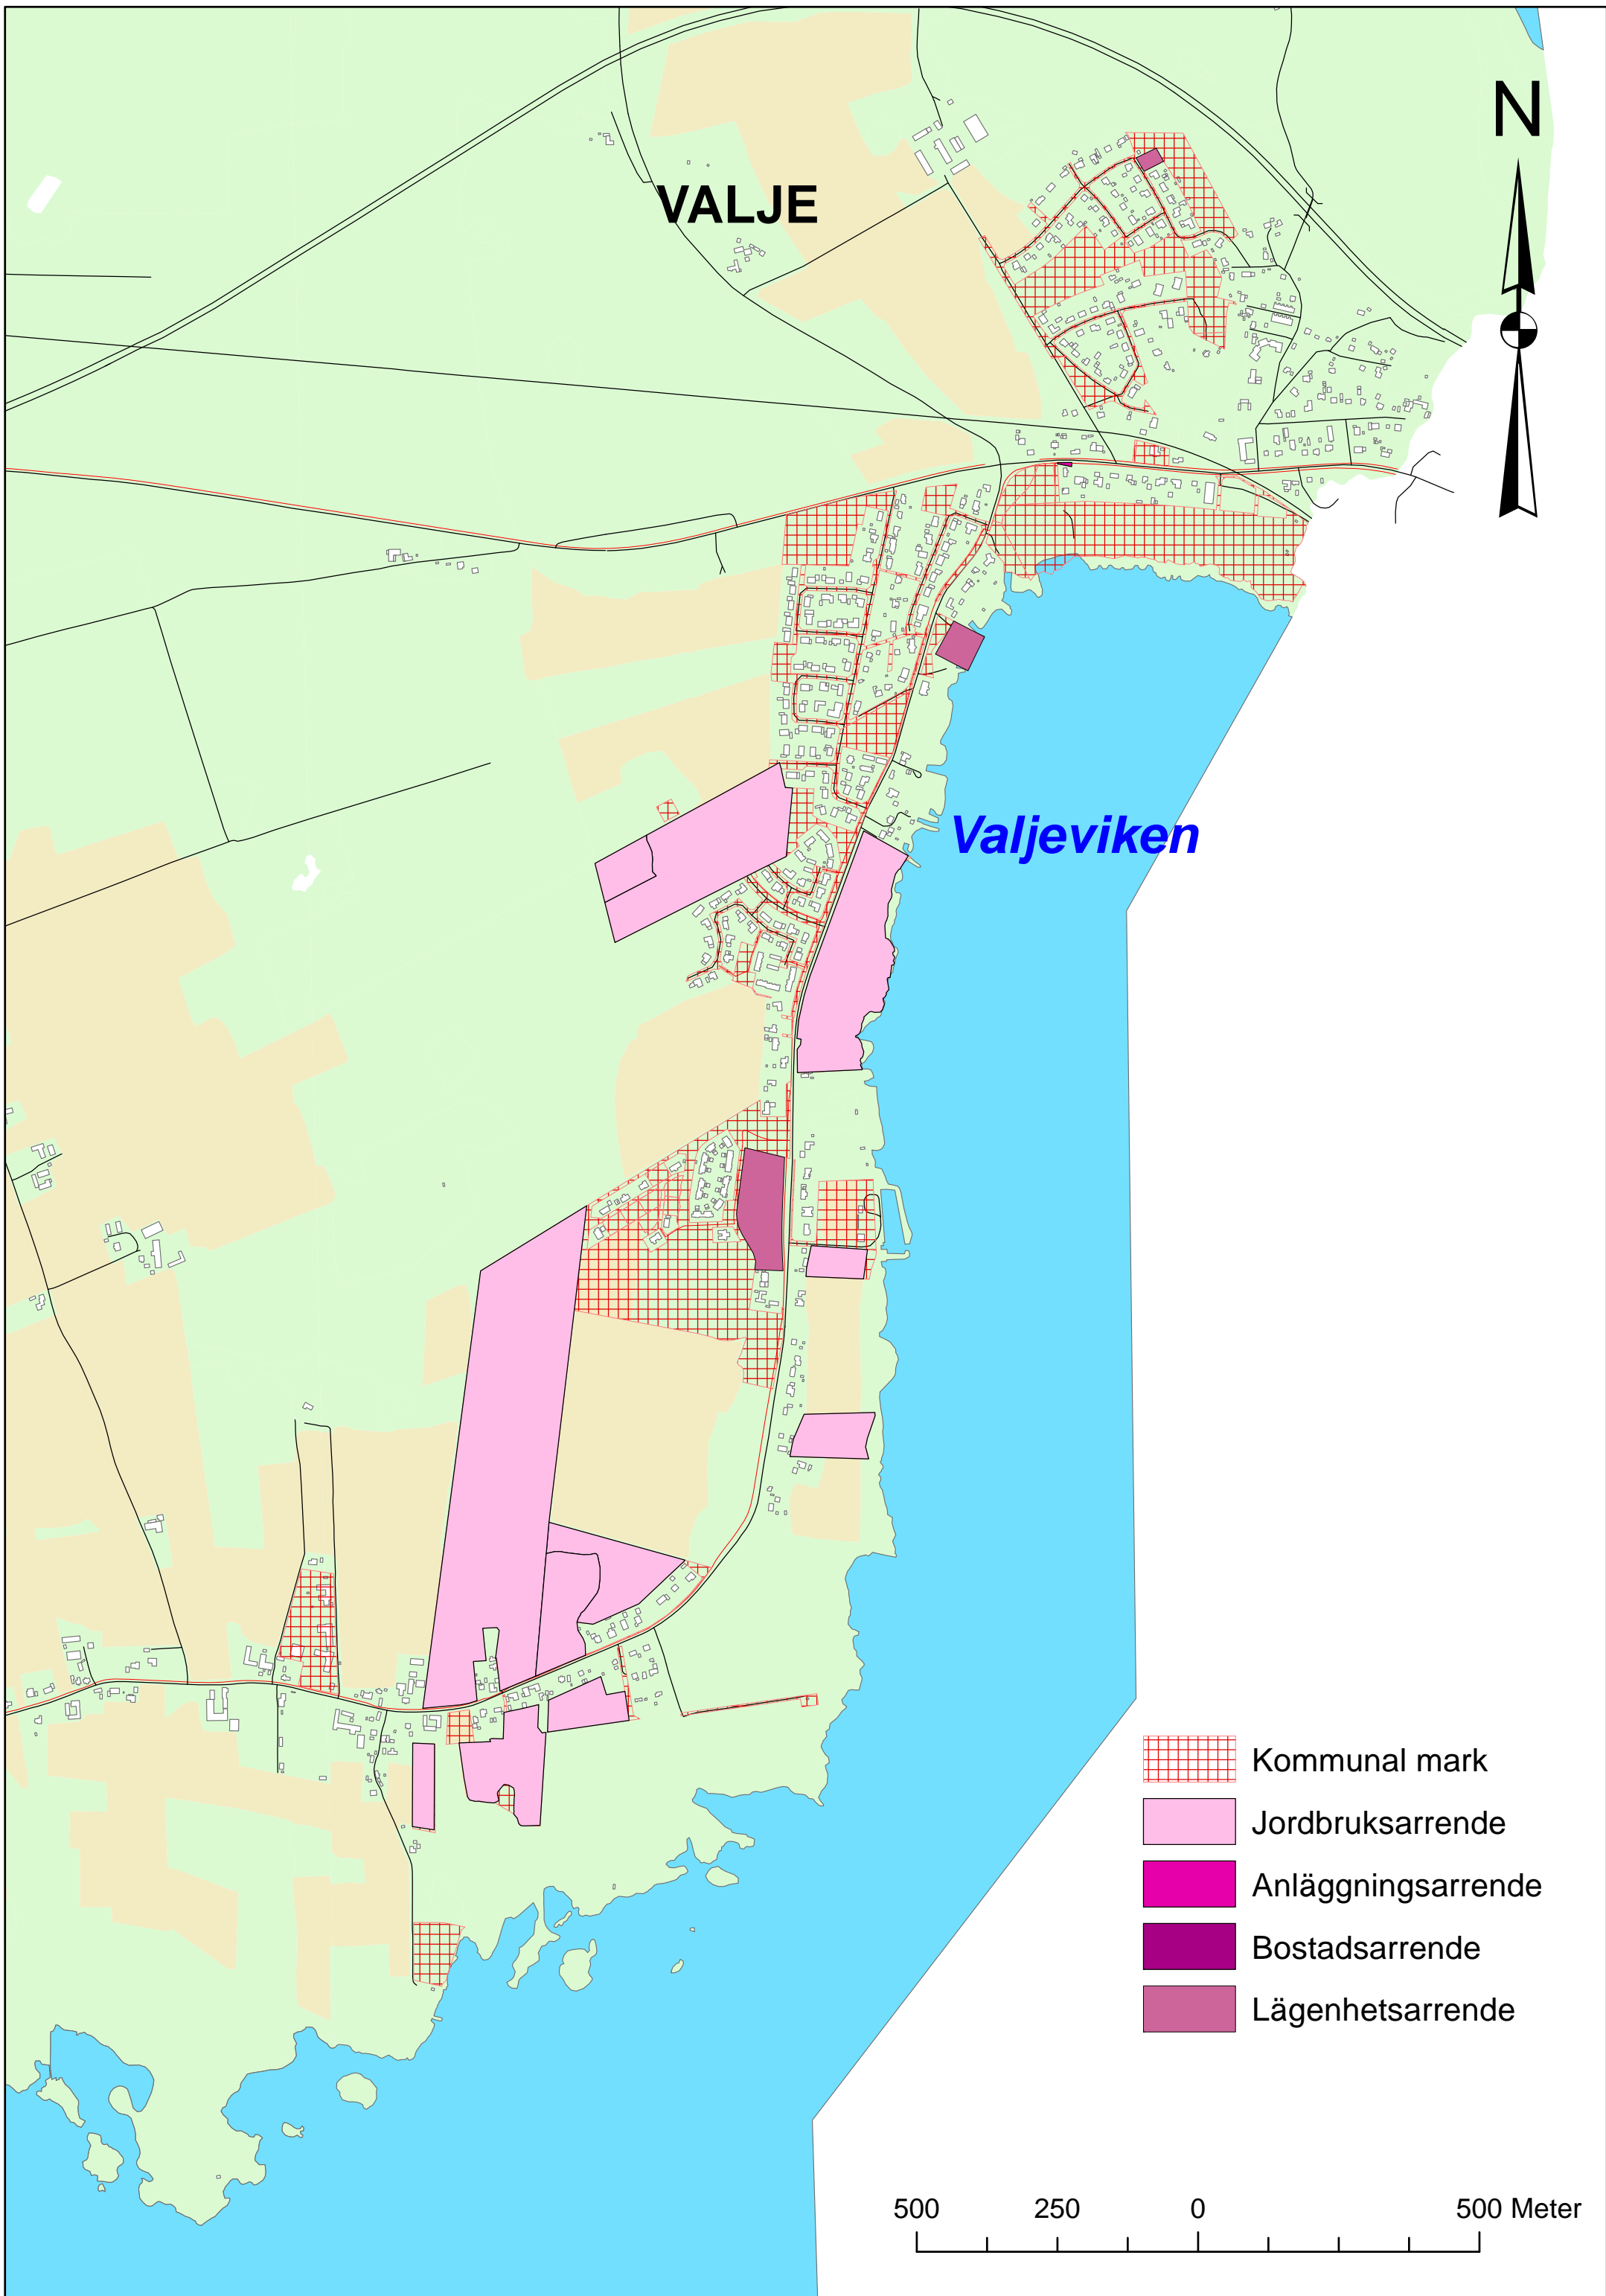 N
VALJE
Valjeviken
Kommunal mark
Jordbruksarrende
Anläggningsarrende
Bostadsarrende
Lägenhetsarrende
500 250 0 500 Meter